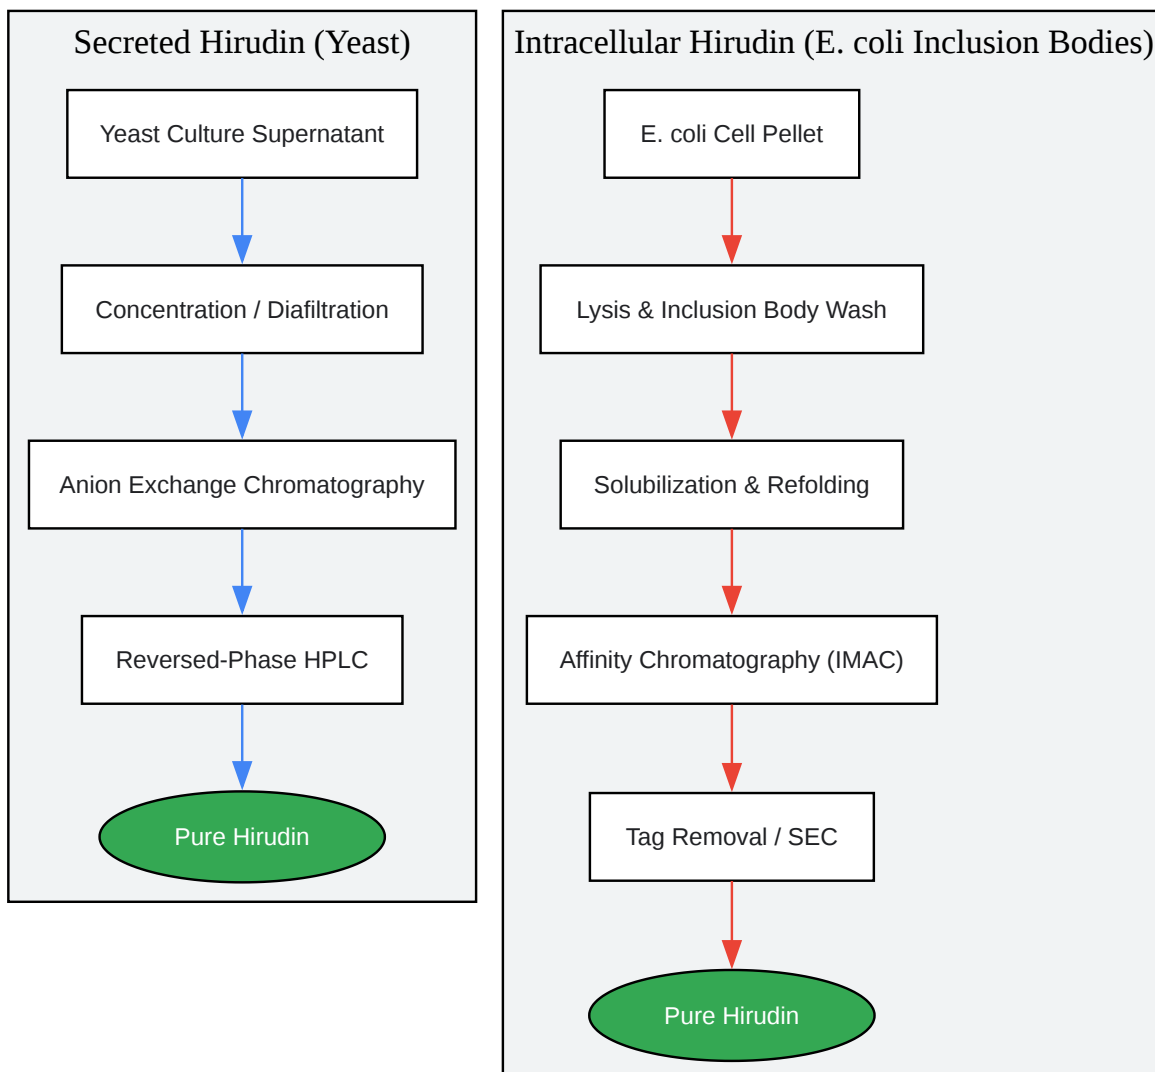 Secreted Hirudin (Yeast)
Yeast Culture Supernatant
Concentration / Diafiltration
Anion Exchange Chromatography
Reversed-Phase HPLC
Pure Hirudin
Intracellular Hirudin (E. coli Inclusion Bodies)
E. coli Cell Pellet
Lysis & Inclusion Body Wash
Solubilization & Refolding
Affinity Chromatography (IMAC)
Tag Removal / SEC
Pure Hirudin